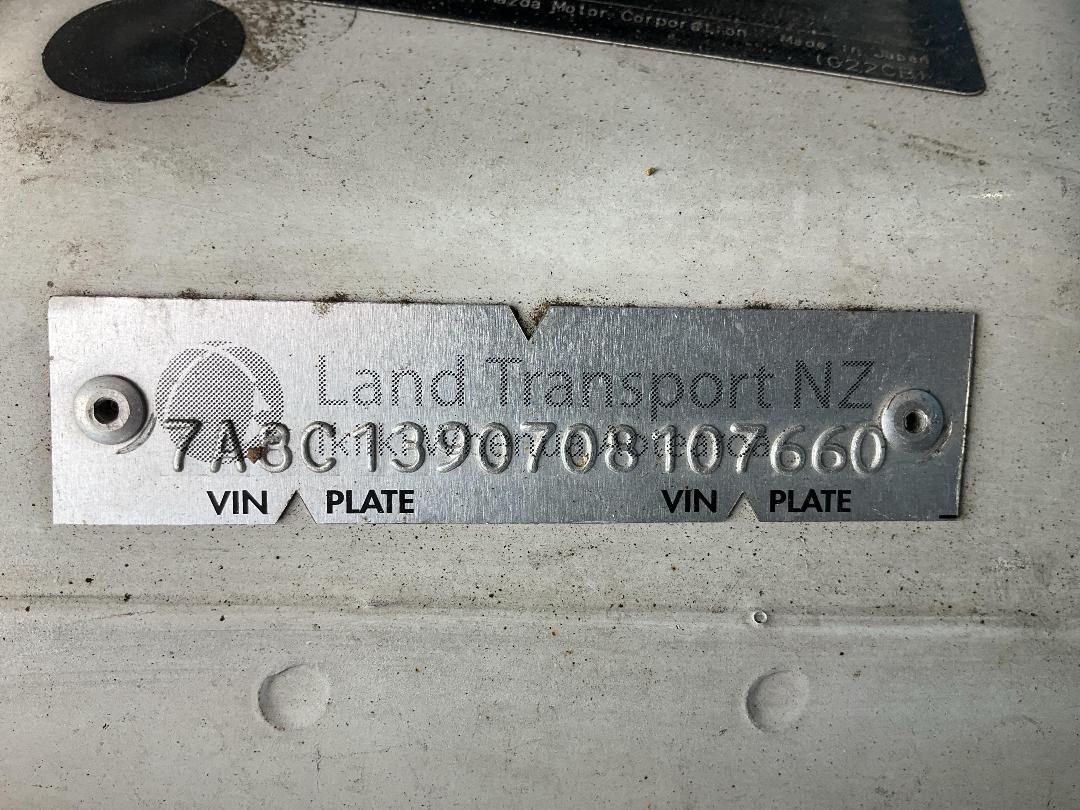 Mazda Motor Corporation Made in Japan
Land Transport NZ
7A8C1390708107660
VIN PLATE VIN PLATE